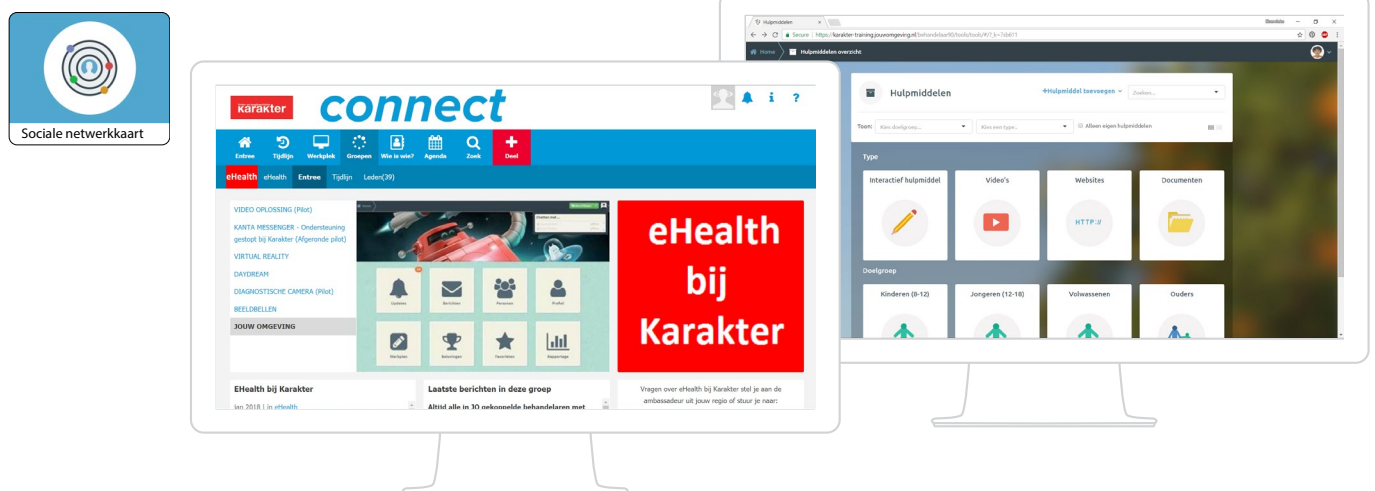 Sociale netwerkkaart
Karakter
connect
Entree Tijdlijn Werkplek Groepen Wie is wie? Agenda Zoek Deel
eHealth eHealth Entree Tijdlijn Leden(39)
VIDEO OPLOSSING (Pilot)
KANTA MESSENGER - Ondersteuning
gestopt bij Karakter (Afgeronde pilot)
VIRTUAL REALITY
DAYDREAM
DIAGNOSTISCHE CAMERA (Pilot)
BEELDBELLEN
JOUW OMGEVING
Updates Berichten Personen Profiel
Werkplan Beloningen Favorieten Rapportage
eHealth
bij
Karakter
EHealth bij Karakter
Jan 2018 | in eHealth
Laatste berichten in deze groep
Altijd alle in JO gekoppelde behandelaren met
Vragen over eHealth bij Karakter stel je aan de
ambassadeur uit jouw regio of stuur je naar:
Hulpmiddelen
Secure
Home Hulpmiddelen overzicht
Hulpmiddelen +Hulpmiddel toevoegen Zoeken...
Toon: Kies doelgroep... Kies een type.. Alleen eigen hulpmiddelen
Type
Interactief hulpmiddel Video's Websites Documenten
HTTP://
Doelgroep
Kinderen (8-12) Jongeren (12-18) Volwassenen Ouders